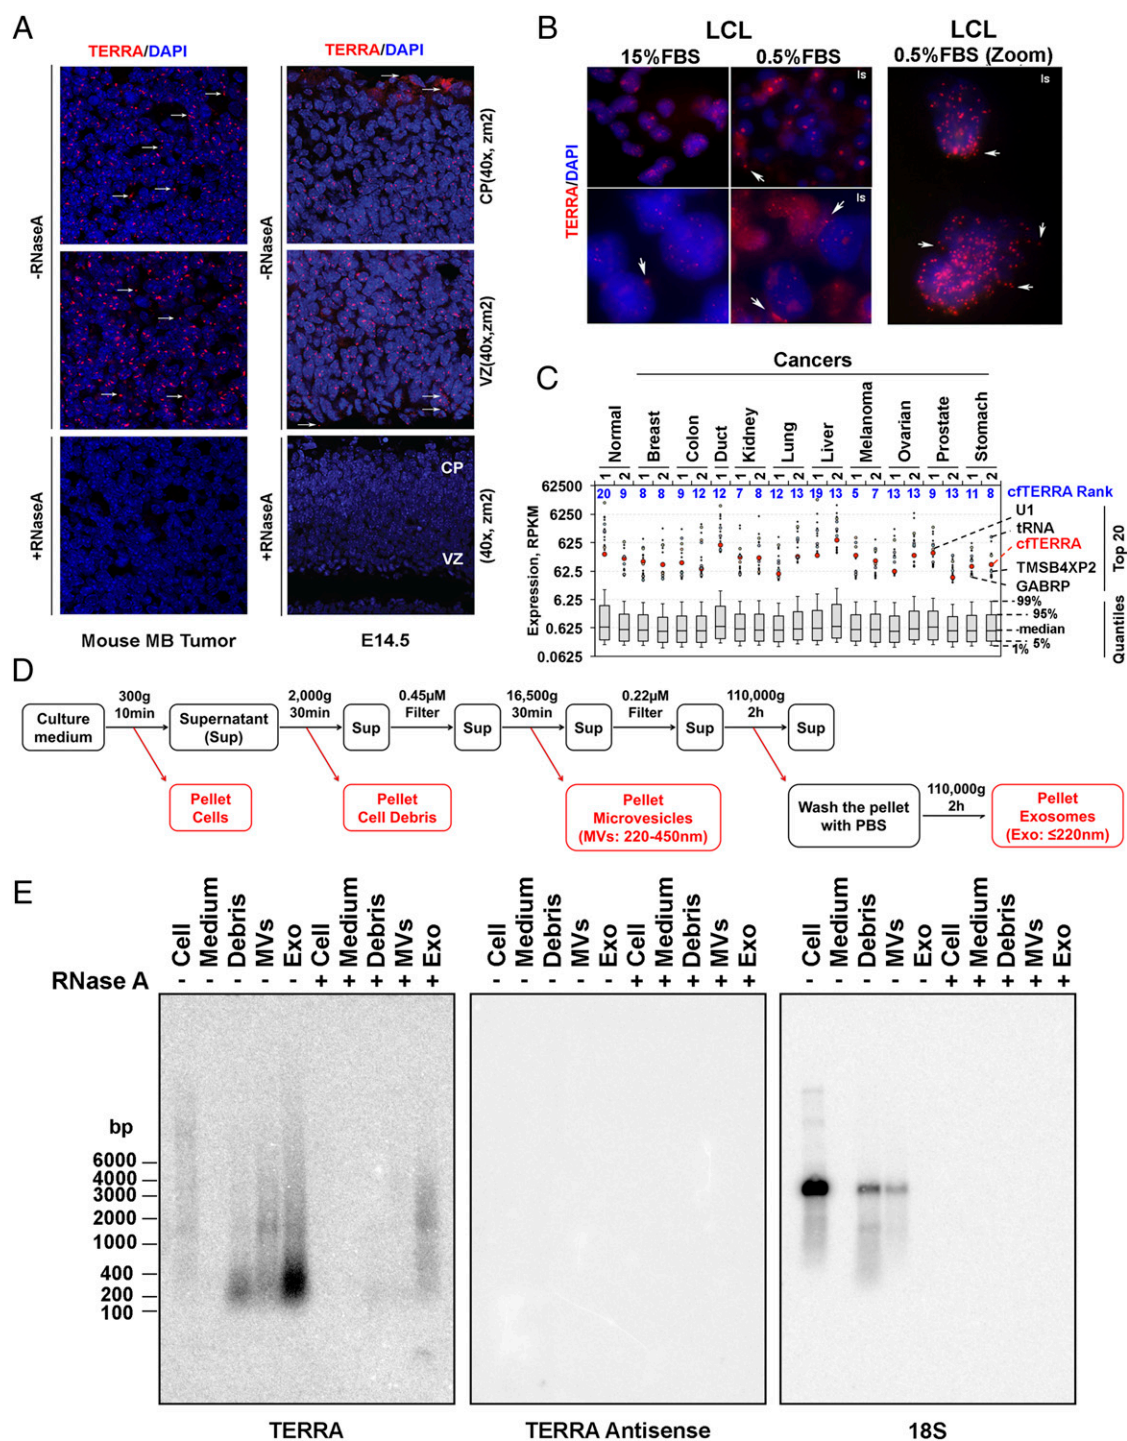 A
TERRA/DAPI
TERRA/DAPI
-RNaseA
-RNaseA
CP(40x, zm2)
VZ(40x,zm2)
+RNaseA
+RNaseA
CP
VZ
(40x, zm2)
Mouse MB Tumor
E14.5
B
LCL
LCL
15%FBS
0.5%FBS
0.5%FBS (Zoom)
TERRA/DAPI
ls
ls
ls
C
Cancers
Normal
Breast
Colon
Duct
Kidney
Lung
Liver
Melanoma
Ovarian
Prostate
Stomach
1 2 1 2 1 2 1 1 2 1 2 1 2 1 2 1 2 1 2 1 2
20 9 8 8 9 12 12 7 8 12 13 19 13 5 7 13 13 9 13 11 8
cfTERRA Rank
Expression, RPKM
62500
6250
625
62.5
6.25
0.625
0.0625
U1
tRNA
cfTERRA
TMSB4XP2
GABRP
Top 20
99%
95%
median
5%
1%
Quantiles
D
300g
10min
2,000g
30min
0.45µM
Filter
16,500g
30min
0.22µM
Filter
110,000g
2h
Culture
medium
Supernatant
(Sup)
Sup
Sup
Sup
Sup
Sup
Pellet
Cells
Pellet
Cell Debris
Pellet
Microvesicles
(MVs: 220-450nm)
Wash the pellet
with PBS
110,000g
2h
Pellet
Exosomes
(Exo: ≤220nm)
E
Cell Medium Debris MVs Exo Cell Medium Debris MVs Exo
Cell Medium Debris MVs Exo Cell Medium Debris MVs Exo
Cell Medium Debris MVs Exo Cell Medium Debris MVs Exo
RNase A
- - - - - + + + + +
- - - - - + + + + +
- - - - - + + + + +
bp
6000
4000
3000
2000
1000
400
200
100
TERRA
TERRA Antisense
18S